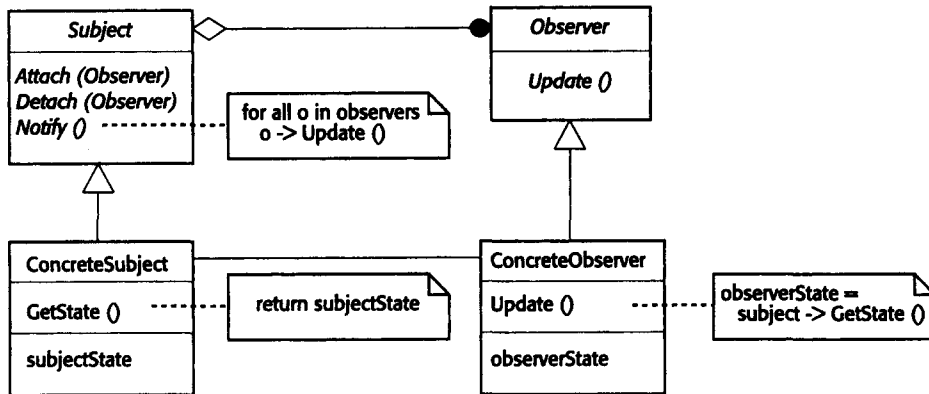 Subject
Attach (Observer)
Detach (Observer)
Notify ()
for all o in observers
o -> Update ()
Observer
Update ()
ConcreteSubject
GetState ()
subjectState
return subjectState
ConcreteObserver
Update ()
observerState
observerState =
subject -> GetState ()